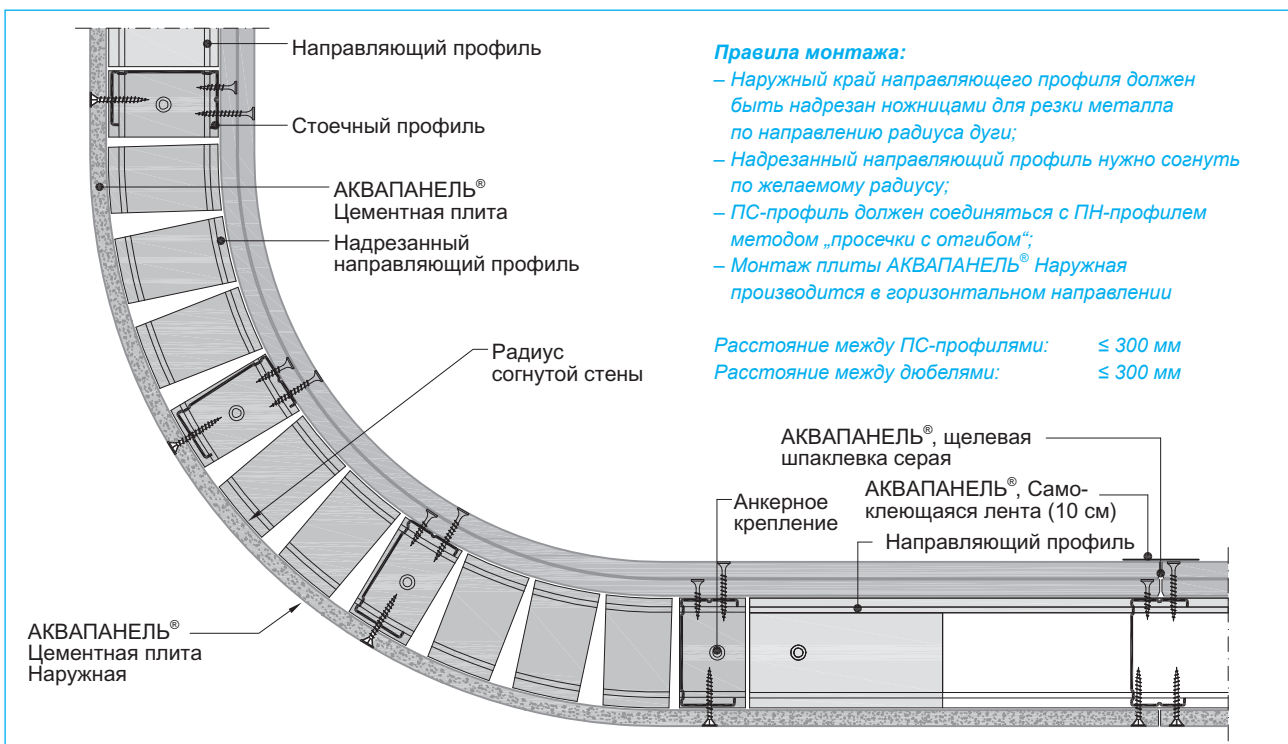 Направляющий профиль
Стоечный профиль
АКВАПАНЕЛЬ®
Цементная плита
Надрезанный
направляющий профиль
Радиус
согнутой стены
Правила монтажа:
– Наружный край направляющего профиля должен
быть надрезан ножницами для резки металла
по направлению радиуса дуги;
– Надрезанный направляющий профиль нужно согнуть
по желаемому радиусу;
– ПС-профиль должен соединяться с ПН-профилем
методом „просечки с отгибом“;
– Монтаж плиты АКВАПАНЕЛЬ® Наружная
производится в горизонтальном направлении
Расстояние между ПС-профилями: ≤ 300 мм
Расстояние между дюбелями: ≤ 300 мм
АКВАПАНЕЛЬ®, щелевая
шпаклевка серая
Анкерное
крепление
АКВАПАНЕЛЬ®, Само-
клеющаяся лента (10 см)
Направляющий профиль
АКВАПАНЕЛЬ®
Цементная плита
Наружная